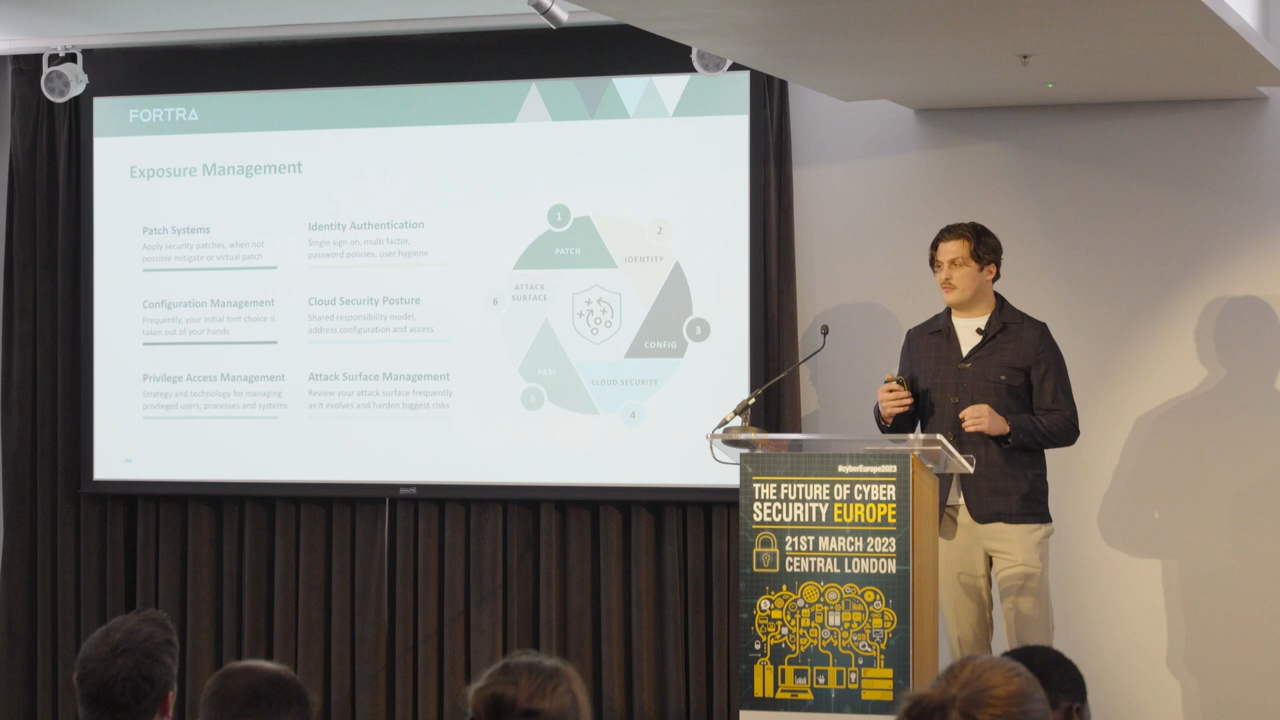 FORTRA
Exposure Management
Patch Systems
Apply security patches, when not
possible mitigate or virtual patch
Identity Authentication
Single sign on, multi factor,
password policies, user hygiene
Configuration Management
Frequently, your initial font choice is
taken out of your hands
Cloud Security Posture
Shared responsibility model,
address configuration and access
Privilege Access Management
Strategy and technology for managing
privileged users, processes and systems
Attack Surface Management
Review your attack surface frequently
as it evolves and harden biggest risks
1
PATCH
2
IDENTITY
3
CONFIG
4
CLOUD SECURITY
5
PAM
6
ATTACK
SURFACE
#cyberEurope2023
THE FUTURE OF CYBER
SECURITY EUROPE
21ST MARCH 2023
CENTRAL LONDON